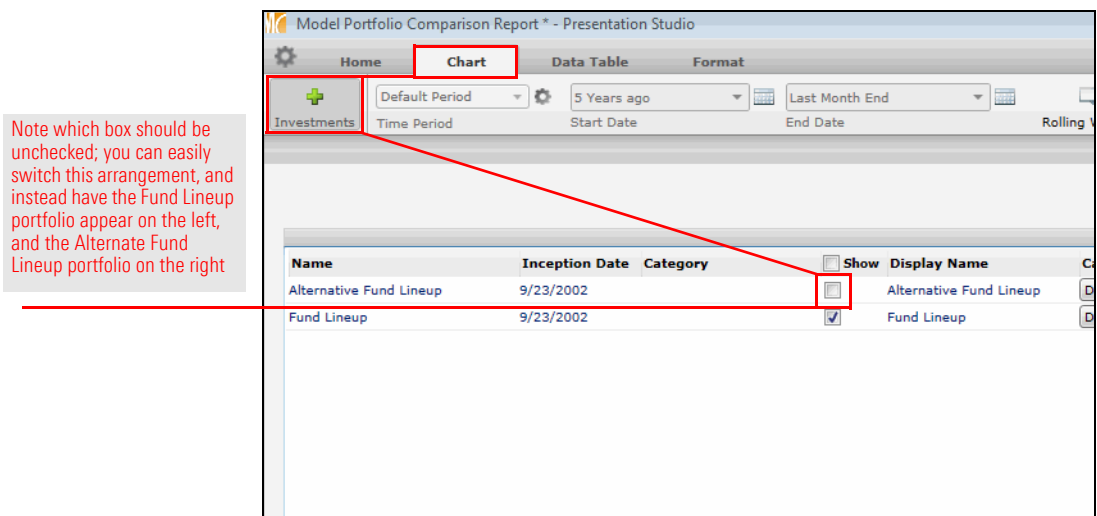 Model Portfolio Comparison Report * - Presentation Studio
Home Chart Data Table Format
Default Period 5 Years ago Last Month End
Investments Time Period Start Date End Date Rolling
Note which box should be
unchecked; you can easily
switch this arrangement, and
instead have the Fund Lineup
portfolio appear on the left,
and the Alternate Fund
Lineup portfolio on the right
Name Inception Date Category Show Display Name
Alternative Fund Lineup 9/23/2002 Alternative Fund Lineup
Fund Lineup 9/23/2002 Fund Lineup